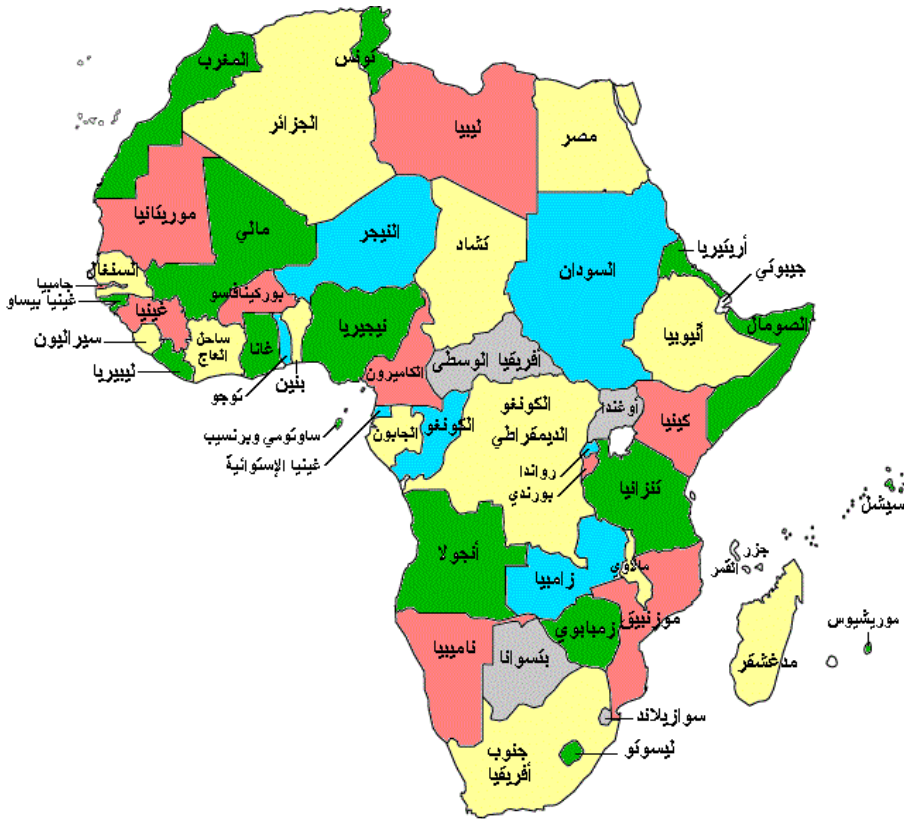 المغرب
تونس
الجزائر
ليبيا
مصر
موريتانيا
مالي
النيجر
تشاد
السودان
أريتيريا
جيبوتي
السنغال
جامبيا
غينيا بيساو
غينيا
بوركينافاسو
سيراليون
ليبيريا
ساحل
العاج
غانا
توجو
بنين
نيجيريا
الكاميرون
أفريقيا الوسطى
أثيوبيا
الصومال
أوغندا
كينيا
ساوتومي وبرنسيب
غينيا الإستوائية
الجابون
الكونغو
الكونغو
الديمقراطي
رواندا
بورندي
تنزانيا
سيشل
أنجولا
زامبيا
مالاوي
موزنبيق
جزر
القمر
موريشيوس
مدغشقر
ناميبيا
بتسوانا
زمبابوي
سوازيلاند
ليسوتو
جنوب
أفريقيا